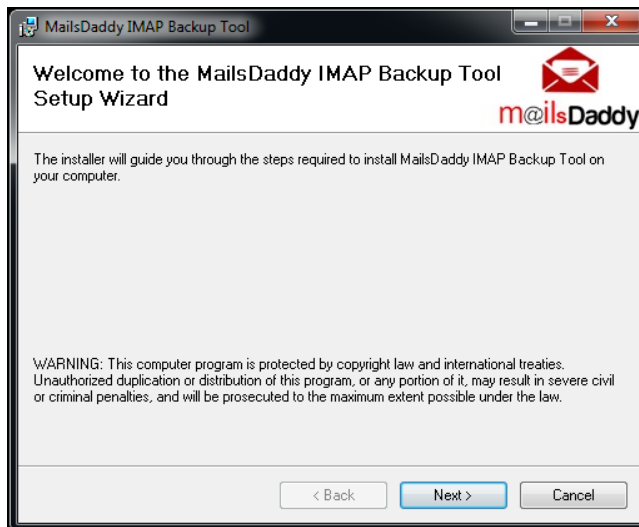 MailsDaddy IMAP Backup Tool
Welcome to the MailsDaddy IMAP Backup Tool
Setup Wizard
m@ilsDaddy
The installer will guide you through the steps required to install MailsDaddy IMAP Backup Tool on
your computer.
WARNING: This computer program is protected by copyright law and international treaties.
Unauthorized duplication or distribution of this program, or any portion of it, may result in severe civil
or criminal penalties, and will be prosecuted to the maximum extent possible under the law.
< Back
Next >
Cancel